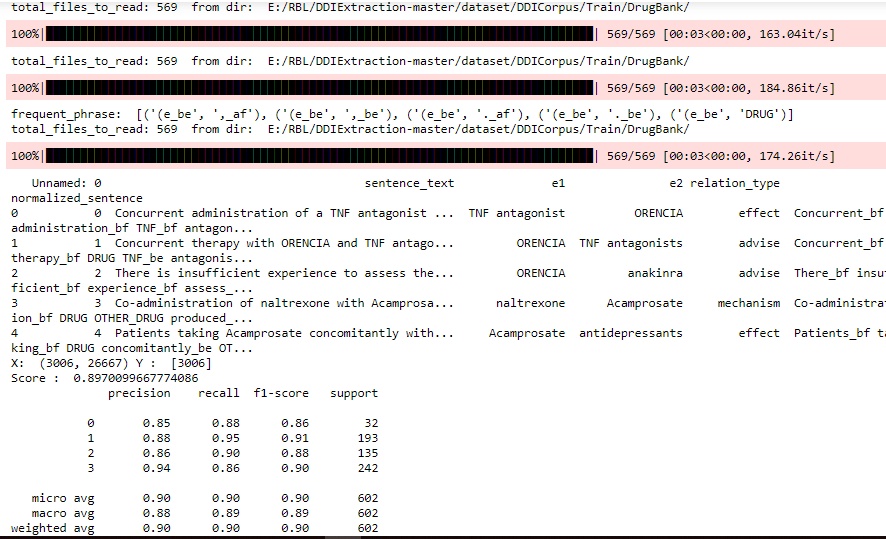 total_files_to_read: 569  from dir:  E:/RBL/DDIExtraction-master/dataset/DDICorpus/Train/DrugBank/
100%|| 569/569 [00:03<00:00, 163.04it/s]
total_files_to_read: 569  from dir:  E:/RBL/DDIExtraction-master/dataset/DDICorpus/Train/DrugBank/
100%|| 569/569 [00:03<00:00, 184.86it/s]
frequent_phrase:  [('(e_be', ',_af'), ('(e_be', ',_be'), ('(e_be', '._af'), ('(e_be', '._be'), ('(e_be', 'DRUG')]
total_files_to_read: 569  from dir:  E:/RBL/DDIExtraction-master/dataset/DDICorpus/Train/DrugBank/
100%|| 569/569 [00:03<00:00, 174.26it/s]
Unnamed: 0 sentence_text e1 e2 relation_type
normalized_sentence
0 0 Concurrent administration of a TNF antagonist ... TNF antagonist ORENCIA effect Concurrent_bf
administration_bf TNF_bf antagon...
1 1 Concurrent therapy with ORENCIA and TNF antago... ORENCIA TNF antagonists advise Concurrent_bf
therapy_bf DRUG TNF_be antagonis...
2 2 There is insufficient experience to assess the... ORENCIA anakinra advise There_bf insu
ficient_bf experience_bf assess_...
3 3 Co-administration of naltrexone with Acamprosa... naltrexone Acamprosate mechanism Co-administra
ion_bf DRUG OTHER_DRUG produced_...
4 4 Patients taking Acamprosate concomitantly with... Acamprosate antidepressants effect Patients_bf ta
king_bf DRUG concomitantly_be OT...
X:  (3006, 26667) Y :  [3006]
Score :  0.8970099667774086
precision recall f1-score support
0 0.85 0.88 0.86 32
1 0.88 0.95 0.91 193
2 0.86 0.90 0.88 135
3 0.94 0.86 0.90 242
micro avg 0.90 0.90 0.90 602
macro avg 0.88 0.89 0.89 602
weighted avg 0.90 0.90 0.90 602